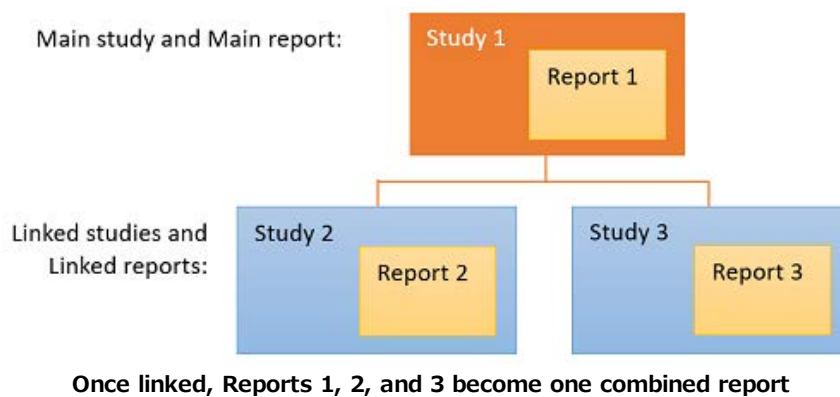 Main study and Main report:
Study 1
Report 1
Linked studies and
Linked reports:
Study 2
Report 2
Study 3
Report 3
Once linked, Reports 1, 2, and 3 become one combined report